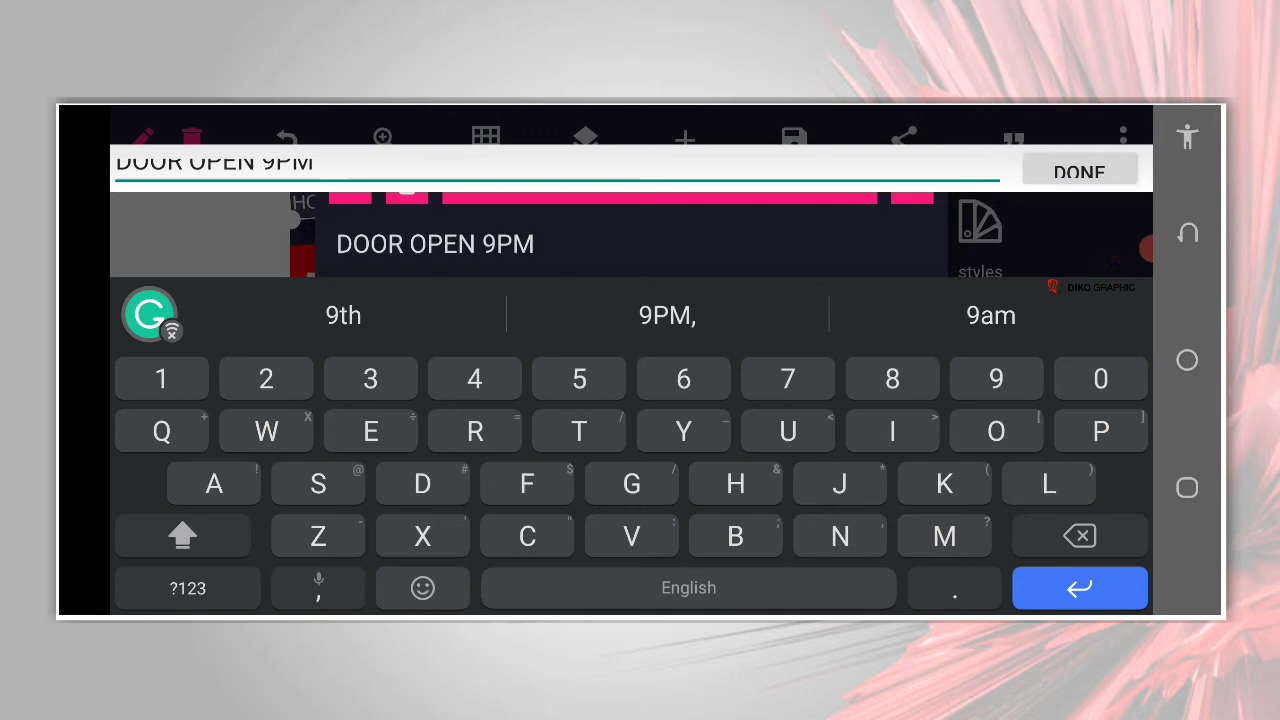 DOOR OPEN 9PM
DONE
HO
DOOR OPEN 9PM
styles
DIKO GRAPHIC
9th
9PM,
9am
1 2 3 4 5 6 7 8 9 0
Q + W X E ÷ R = T / Y _ U < I > O [ P ]
A ! S @ D # F $ G / H & J * K ( L )
Z - X ' C " V : B ; N , M ?
?123 , English .